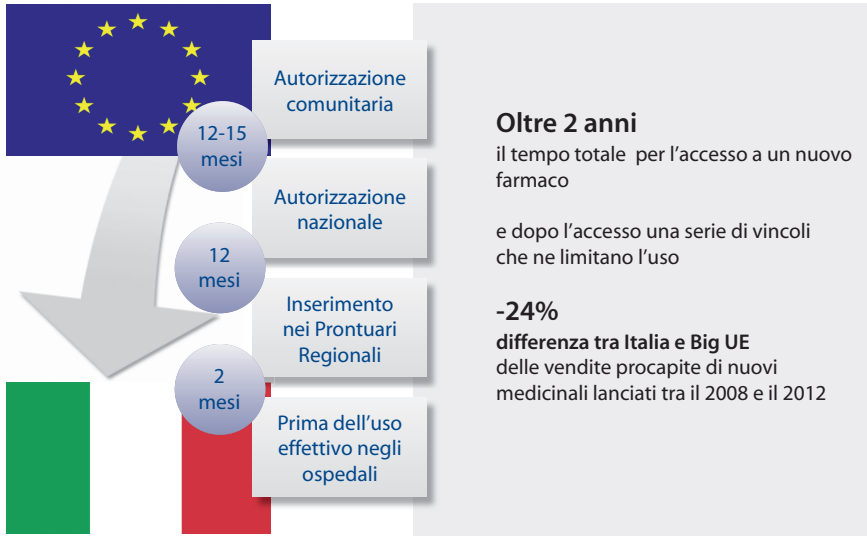 Autorizzazione
comunitaria
12-15
mesi
Autorizzazione
nazionale
12
mesi
Inserimento
nei Prontuari
Regionali
2
mesi
Prima dell’uso
effettivo negli
ospedali
Oltre 2 anni
il tempo totale per l’accesso a un nuovo
farmaco
e dopo l’accesso una serie di vincoli
che ne limitano l’uso
-24%
differenza tra Italia e Big UE
delle vendite procapite di nuovi
medicinali lanciati tra il 2008 e il 2012